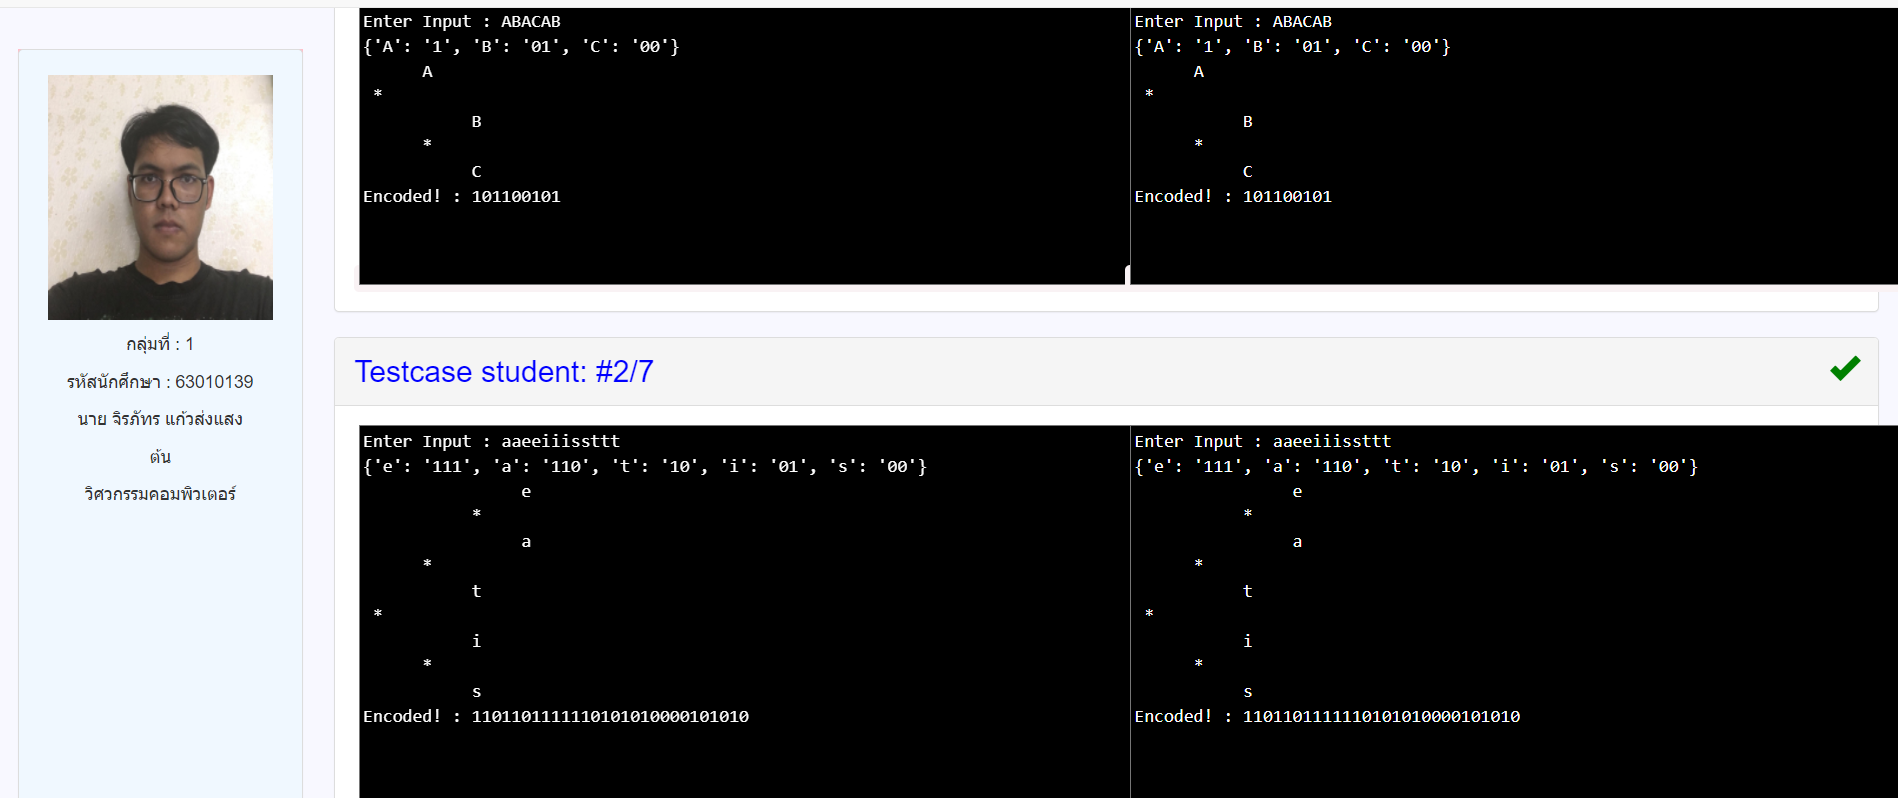 กลุ่มที่ : 1
รหัสนักศึกษา : 63010139
นาย จิรภัทร แก้วส่งแสง
ต้น
วิศวกรรมคอมพิวเตอร์
Enter Input : ABACAB
{'A': '1', 'B': '01', 'C': '00'}
A
*
B
*
C
Encoded! : 101100101
Enter Input : ABACAB
{'A': '1', 'B': '01', 'C': '00'}
A
*
B
*
C
Encoded! : 101100101
Testcase student: #2/7
Enter Input : aaeeiiissttt
{'e': '111', 'a': '110', 't': '10', 'i': '01', 's': '00'}
e
*
a
*
t
*
i
*
s
Encoded! : 1101101111110101010000101010
Enter Input : aaeeiiissttt
{'e': '111', 'a': '110', 't': '10', 'i': '01', 's': '00'}
e
*
a
*
t
*
i
*
s
Encoded! : 1101101111110101010000101010